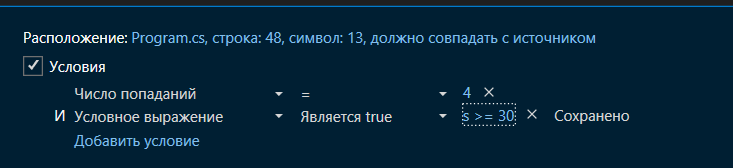 Расположение: Program.cs, строка: 48, символ: 13, должно совпадать с источником
Условия
Число попаданий = 4
И Условное выражение Является true s >= 30 Сохранено
Добавить условие